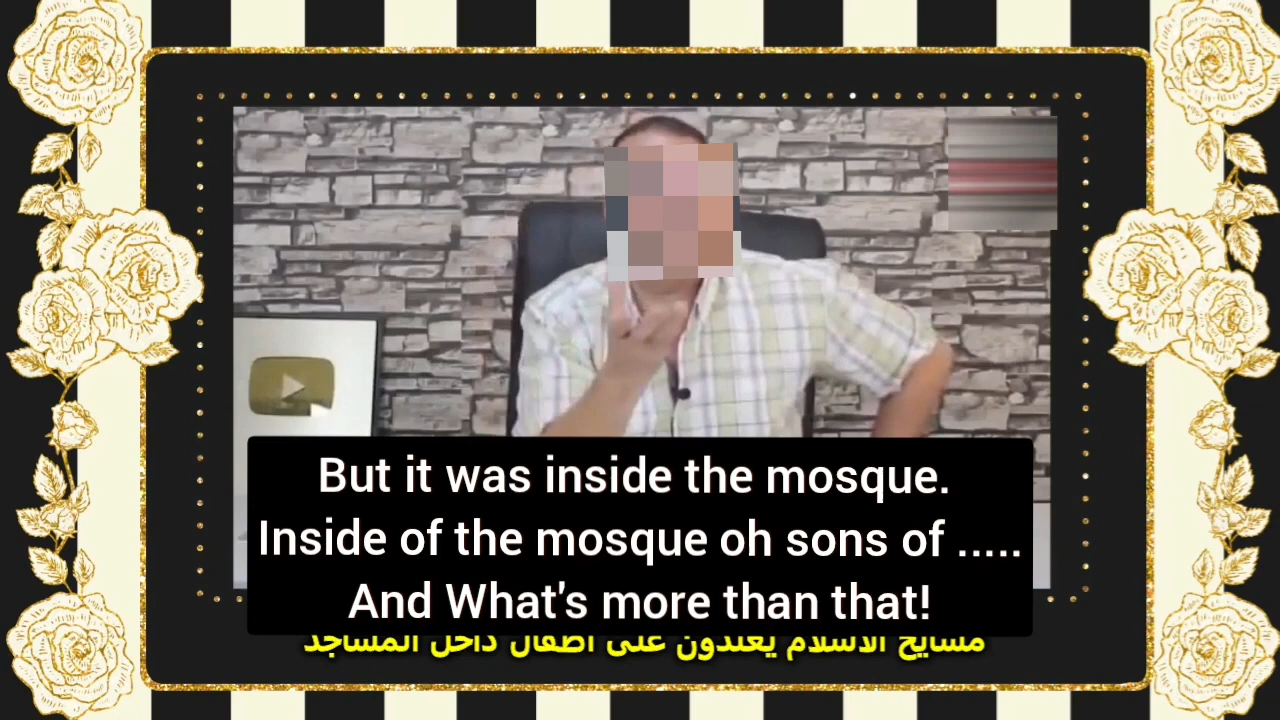 But it was inside the mosque.
Inside of the mosque oh sons of .....
And What's more than that!
مشايخ الاسلام يعتدون على اطفال داخل المساجد